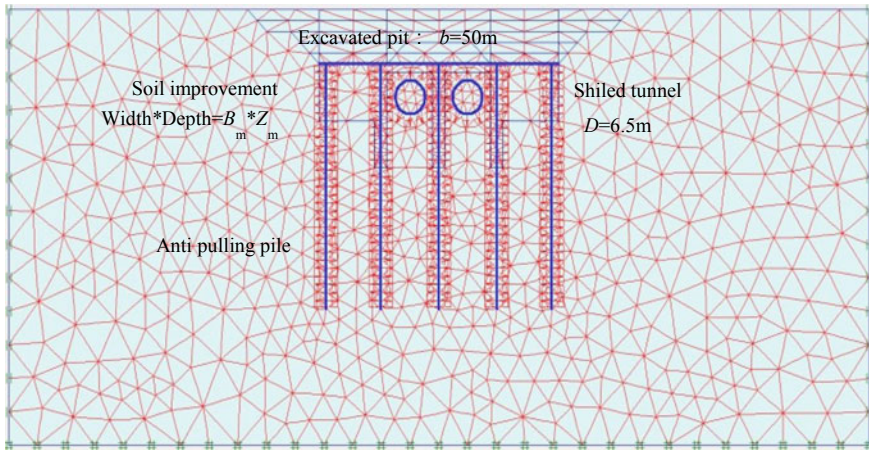 Excavated pit： b=50m
Soil improvement
Width*Depth=Bm*Zm
Shiled tunnel
D=6.5m
Anti pulling pile